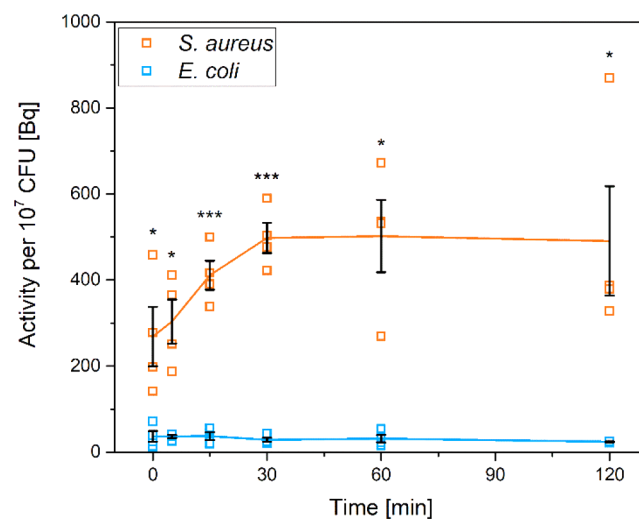 1000
800
600
400
200
0
Activity per 10⁷ CFU [Bq]
S. aureus
E. coli
*
*
***
***
*
*
0 30 60 90 120
Time [min]